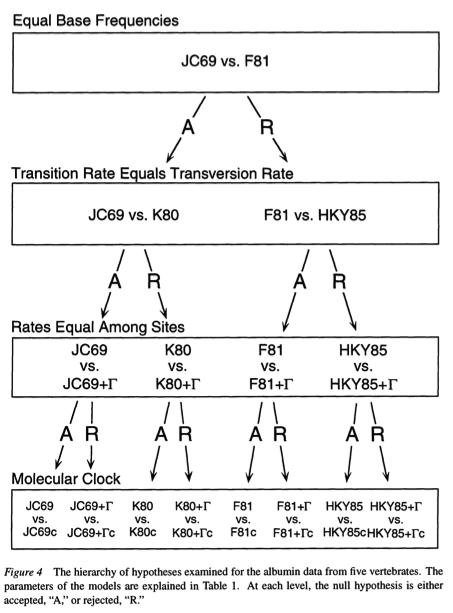 Equal Base Frequencies
JC69 vs. F81
A R
Transition Rate Equals Transversion Rate
JC69 vs. K80 F81 vs. HKY85
A R A R
Rates Equal Among Sites
JC69 K80 F81 HKY85
vs. vs. vs. vs.
JC69+Γ K80+Γ F81+Γ HKY85+Γ
A R A R A R A R
Molecular Clock
JC69 JC69+Γ K80 K80+Γ F81 F81+Γ HKY85 HKY85+Γ
vs. vs. vs. vs. vs. vs. vs. vs.
JC69c JC69+Γc K80c K80+Γc F81c F81+Γc HKY85c HKY85+Γc
Figure 4 The hierarchy of hypotheses examined for the albumin data from five vertebrates. The
parameters of the models are explained in Table 1. At each level, the null hypothesis is either
accepted, “A,” or rejected, “R.”